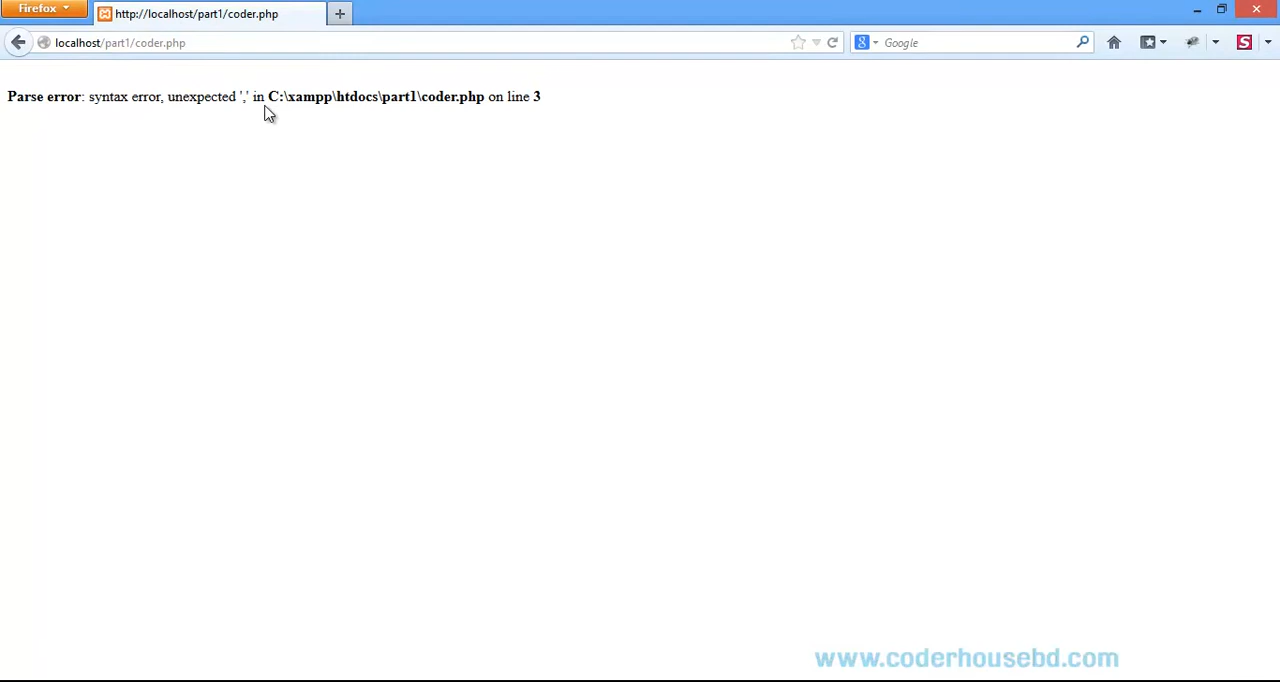 Firefox
http://localhost/part1/coder.php
localhost/part1/coder.php
Google
Parse error: syntax error, unexpected ',' in C:\xampp\htdocs\part1\coder.php on line 3
www.coderhousebd.com